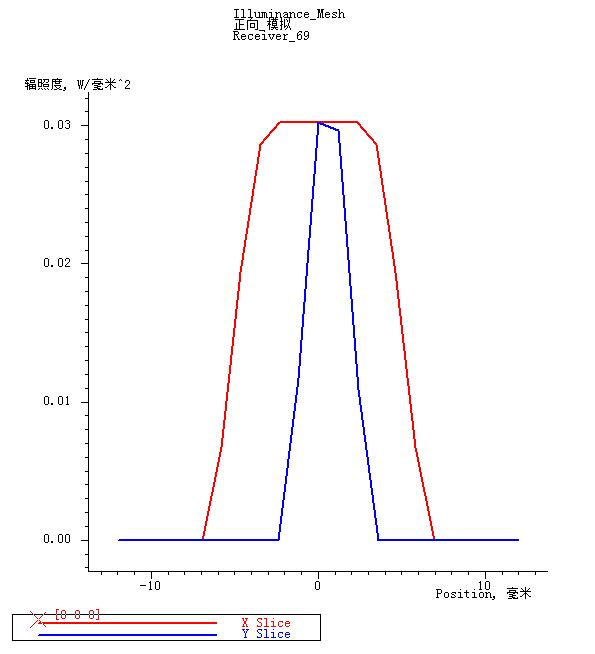 Illuminance_Mesh
正向_模拟
Receiver_69
辐照度, W/毫米^2
0.03
0.02
0.01
0.00
-10 0 10
Position, 毫米
X Slice
Y Slice